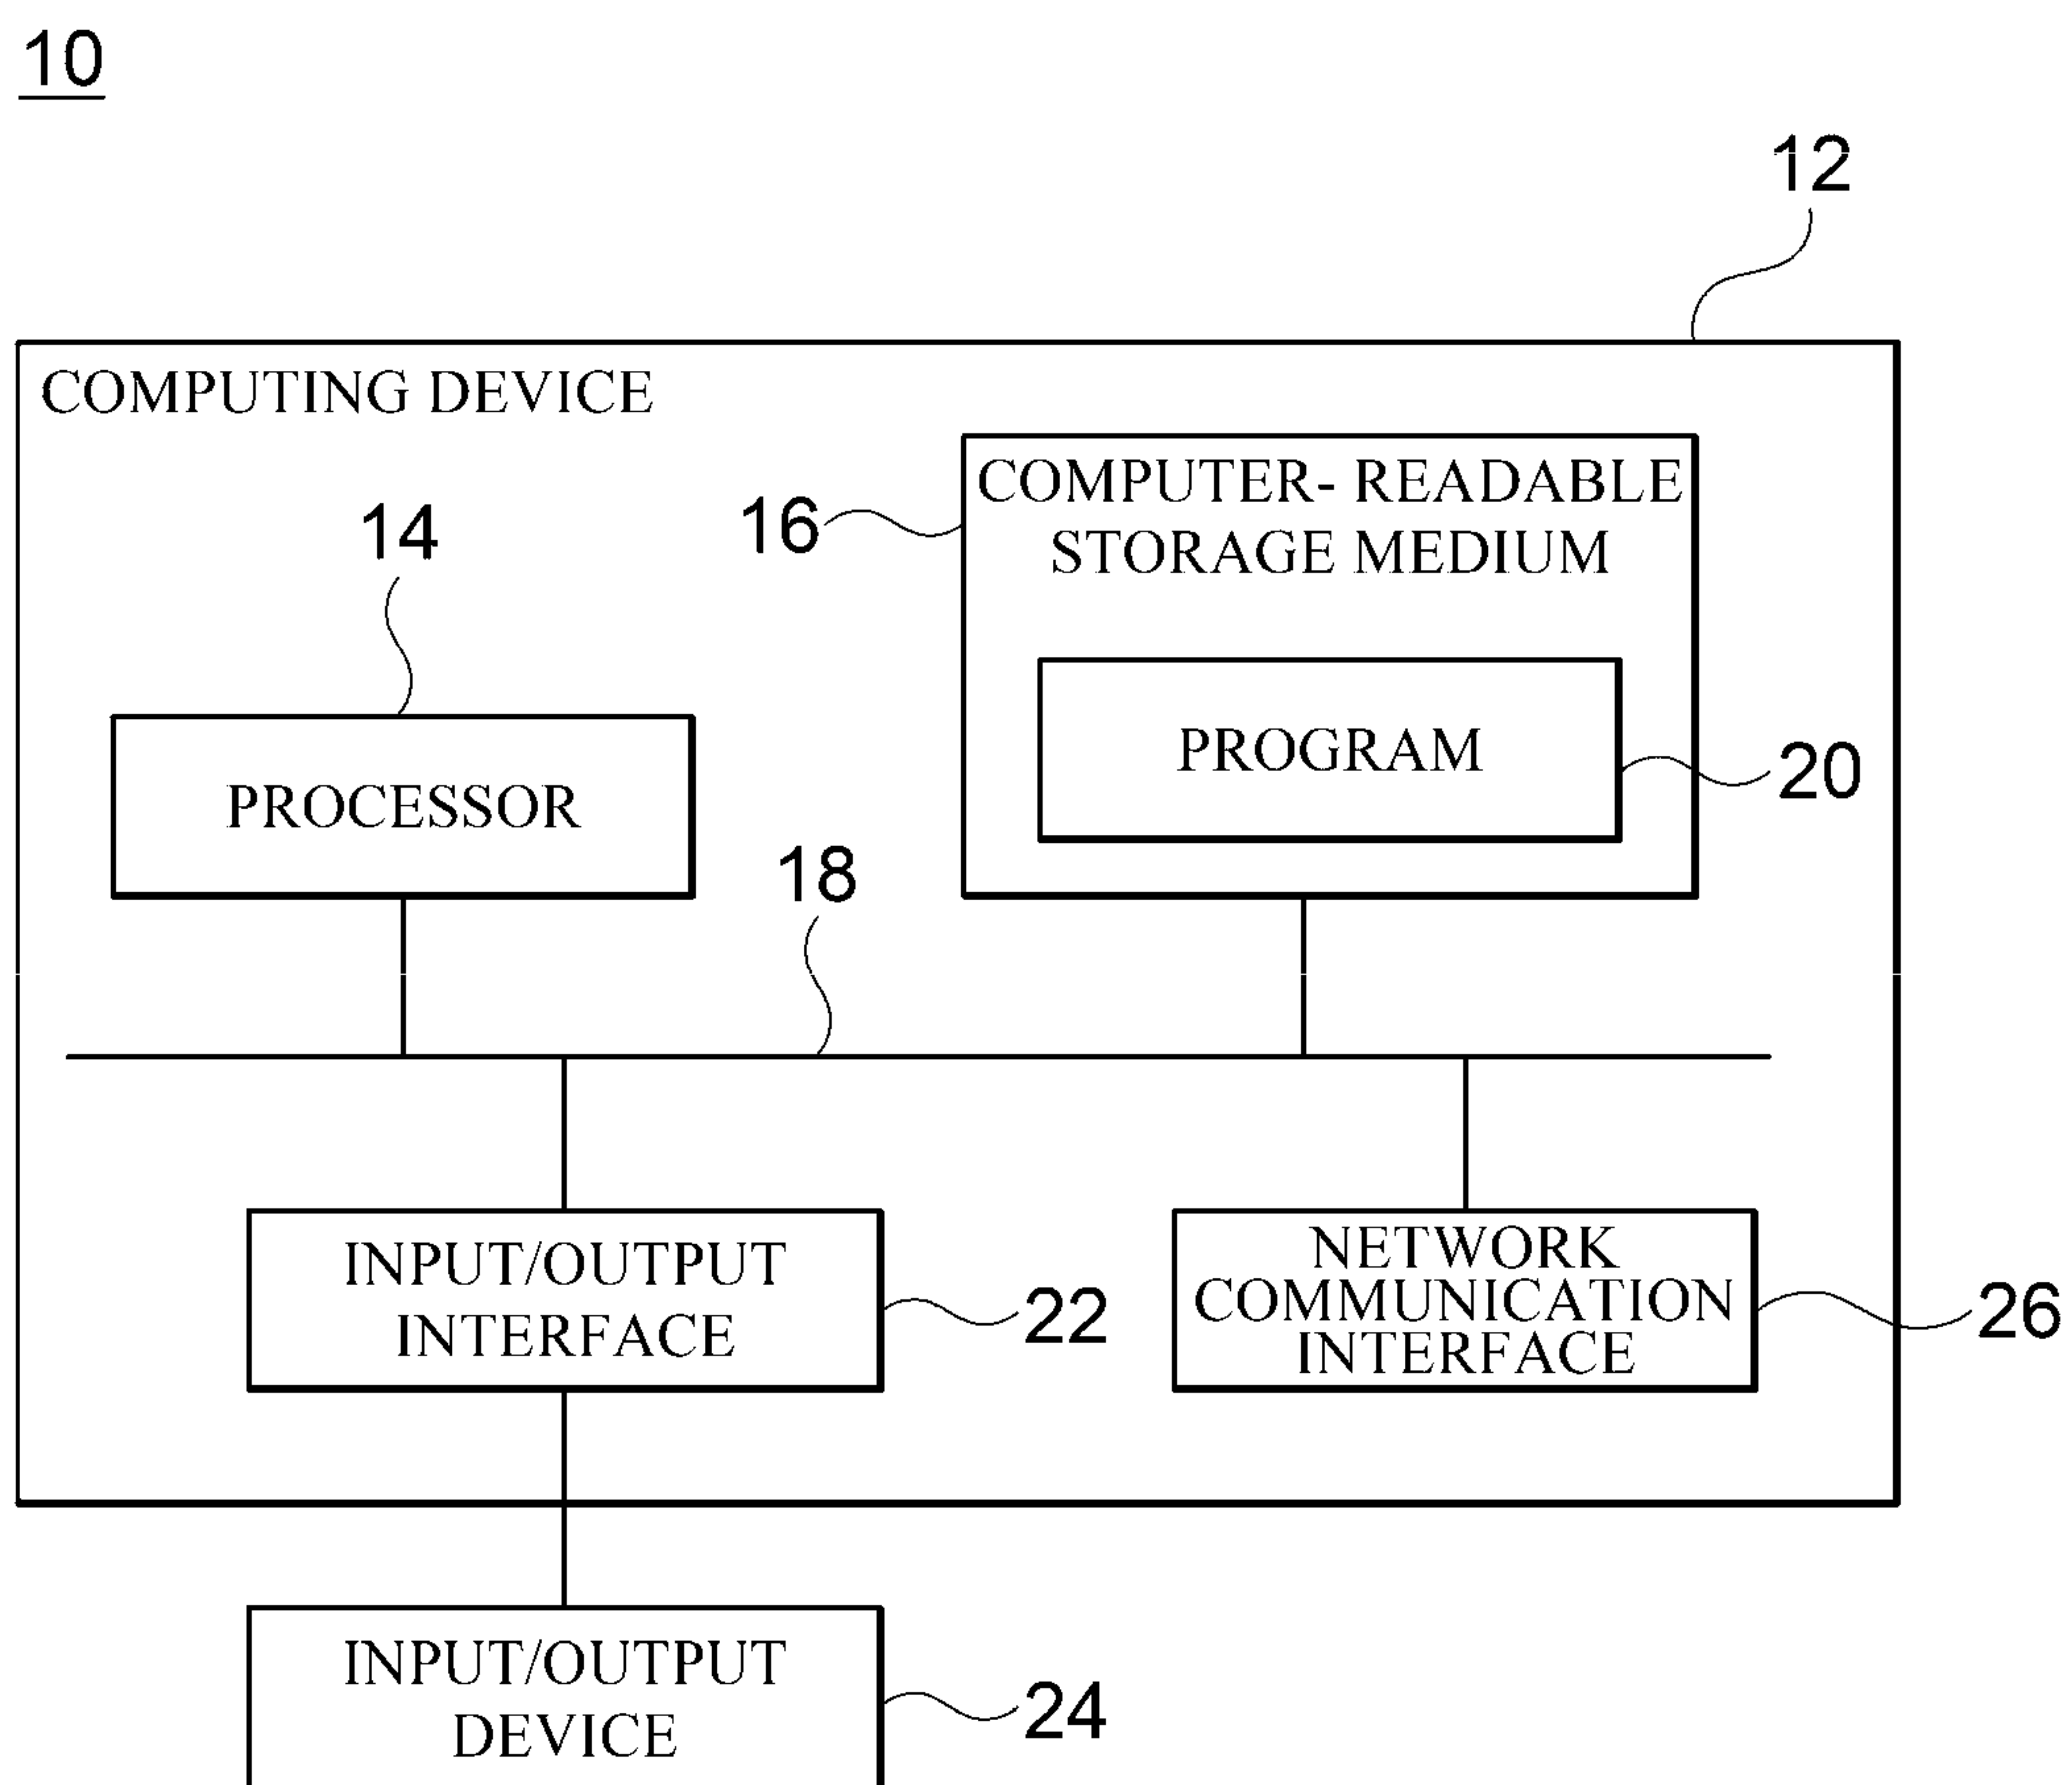 10
12
COMPUTING DEVICE
16
COMPUTER- READABLE
STORAGE MEDIUM
14
PROGRAM
20
PROCESSOR
18
INPUT/OUTPUT
INTERFACE
22
NETWORK
COMMUNICATION
INTERFACE
26
INPUT/OUTPUT
DEVICE
24